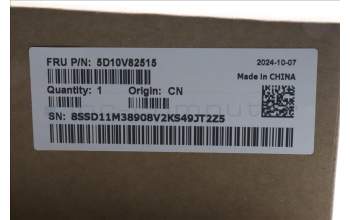 FRU P/N: 5D10V82515
2024-10-07
Made In CHINA
Quantity: 1 Origin: CN
SN: 8SSD11M38908V2KS49JT2Z5